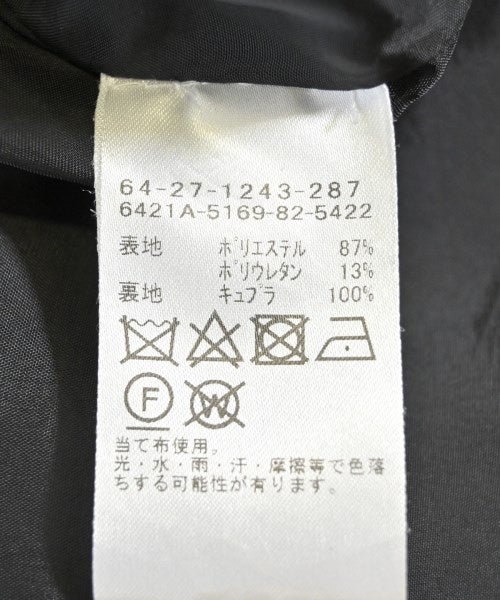 64-27-1243-287
6421A-5169-82-5422
表地 ポリエステル 87%
ポリウレタン 13%
裏地 キュプラ 100%
F W
当て布使用。
光・水・雨・汗・摩擦等で色落
ちする可能性が有ります。